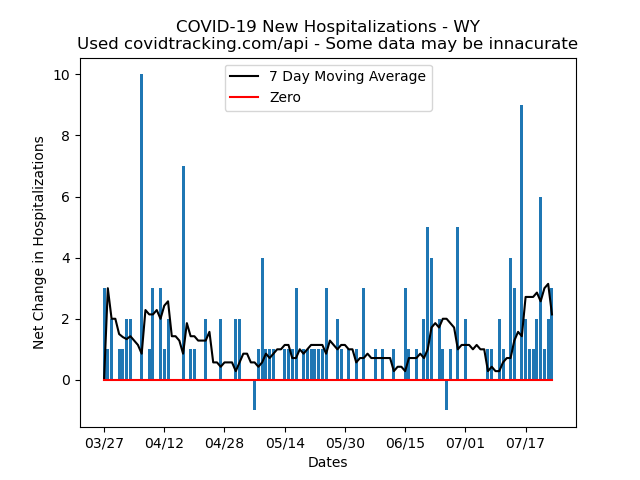 COVID-19 New Hospitalizations - WY
Used covidtracking.com/api - Some data may be innacurate
7 Day Moving Average
Zero
Net Change in Hospitalizations
10
8
6
4
2
0
03/27 04/12 04/28 05/14 05/30 06/15 07/01 07/17
Dates